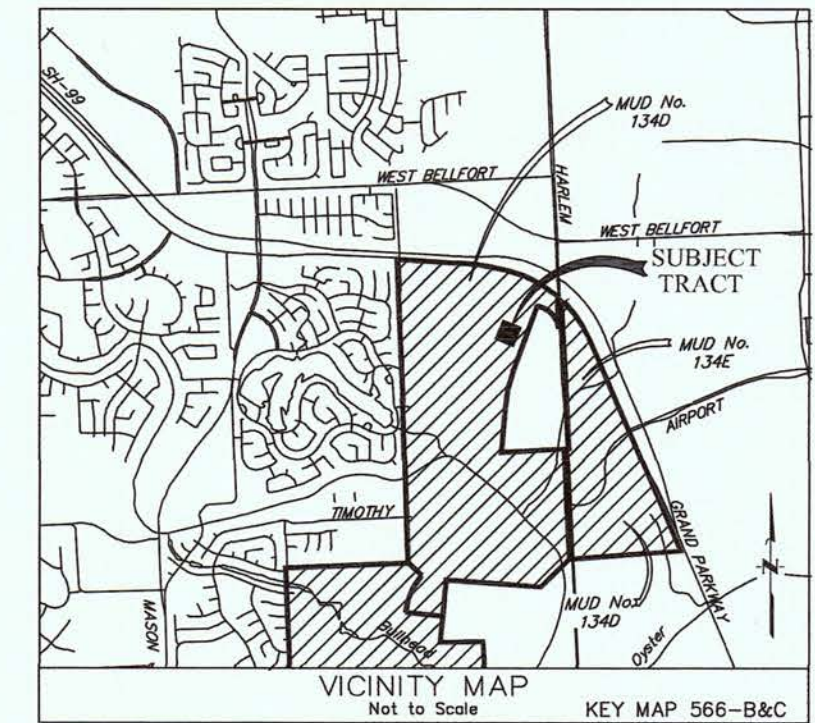 SH-99
MUD No.
134D
WEST BELLFORT
HARLEM
WEST BELLFORT
SUBJECT
TRACT
MUD No.
134E
AIRPORT
TIMOTHY
GRAND PARKWAY
N
MUD No.
134D
MASON
Bullhead
Oyster
VICINITY MAP
Not to Scale
KEY MAP 566-B&C